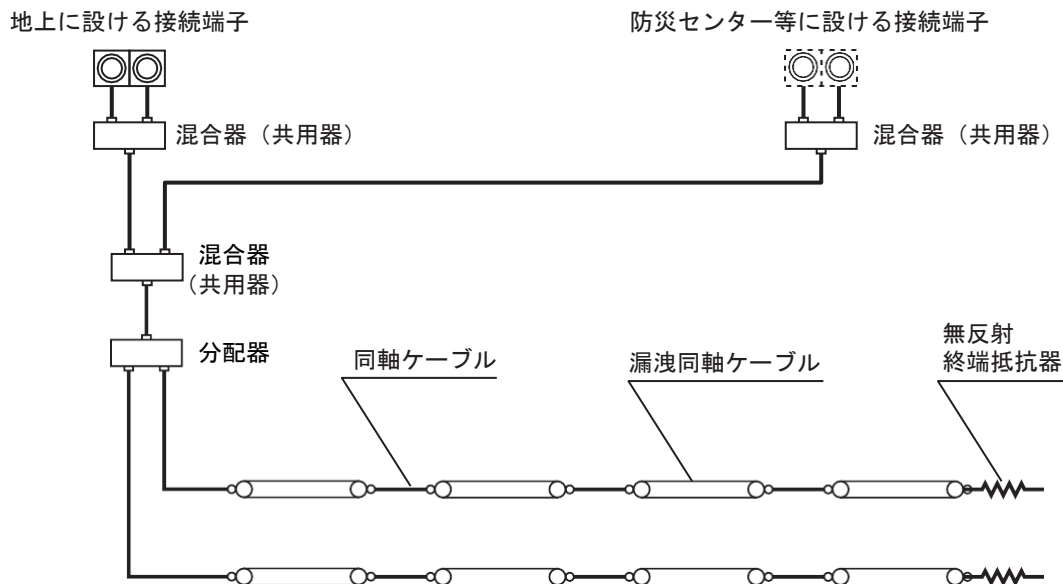 地上に設ける接続端子
防災センター等に設ける接続端子
混合器（共用器）
混合器（共用器）
混合器
（共用器）
分配器
同軸ケーブル
漏洩同軸ケーブル
無反射
終端抵抗器